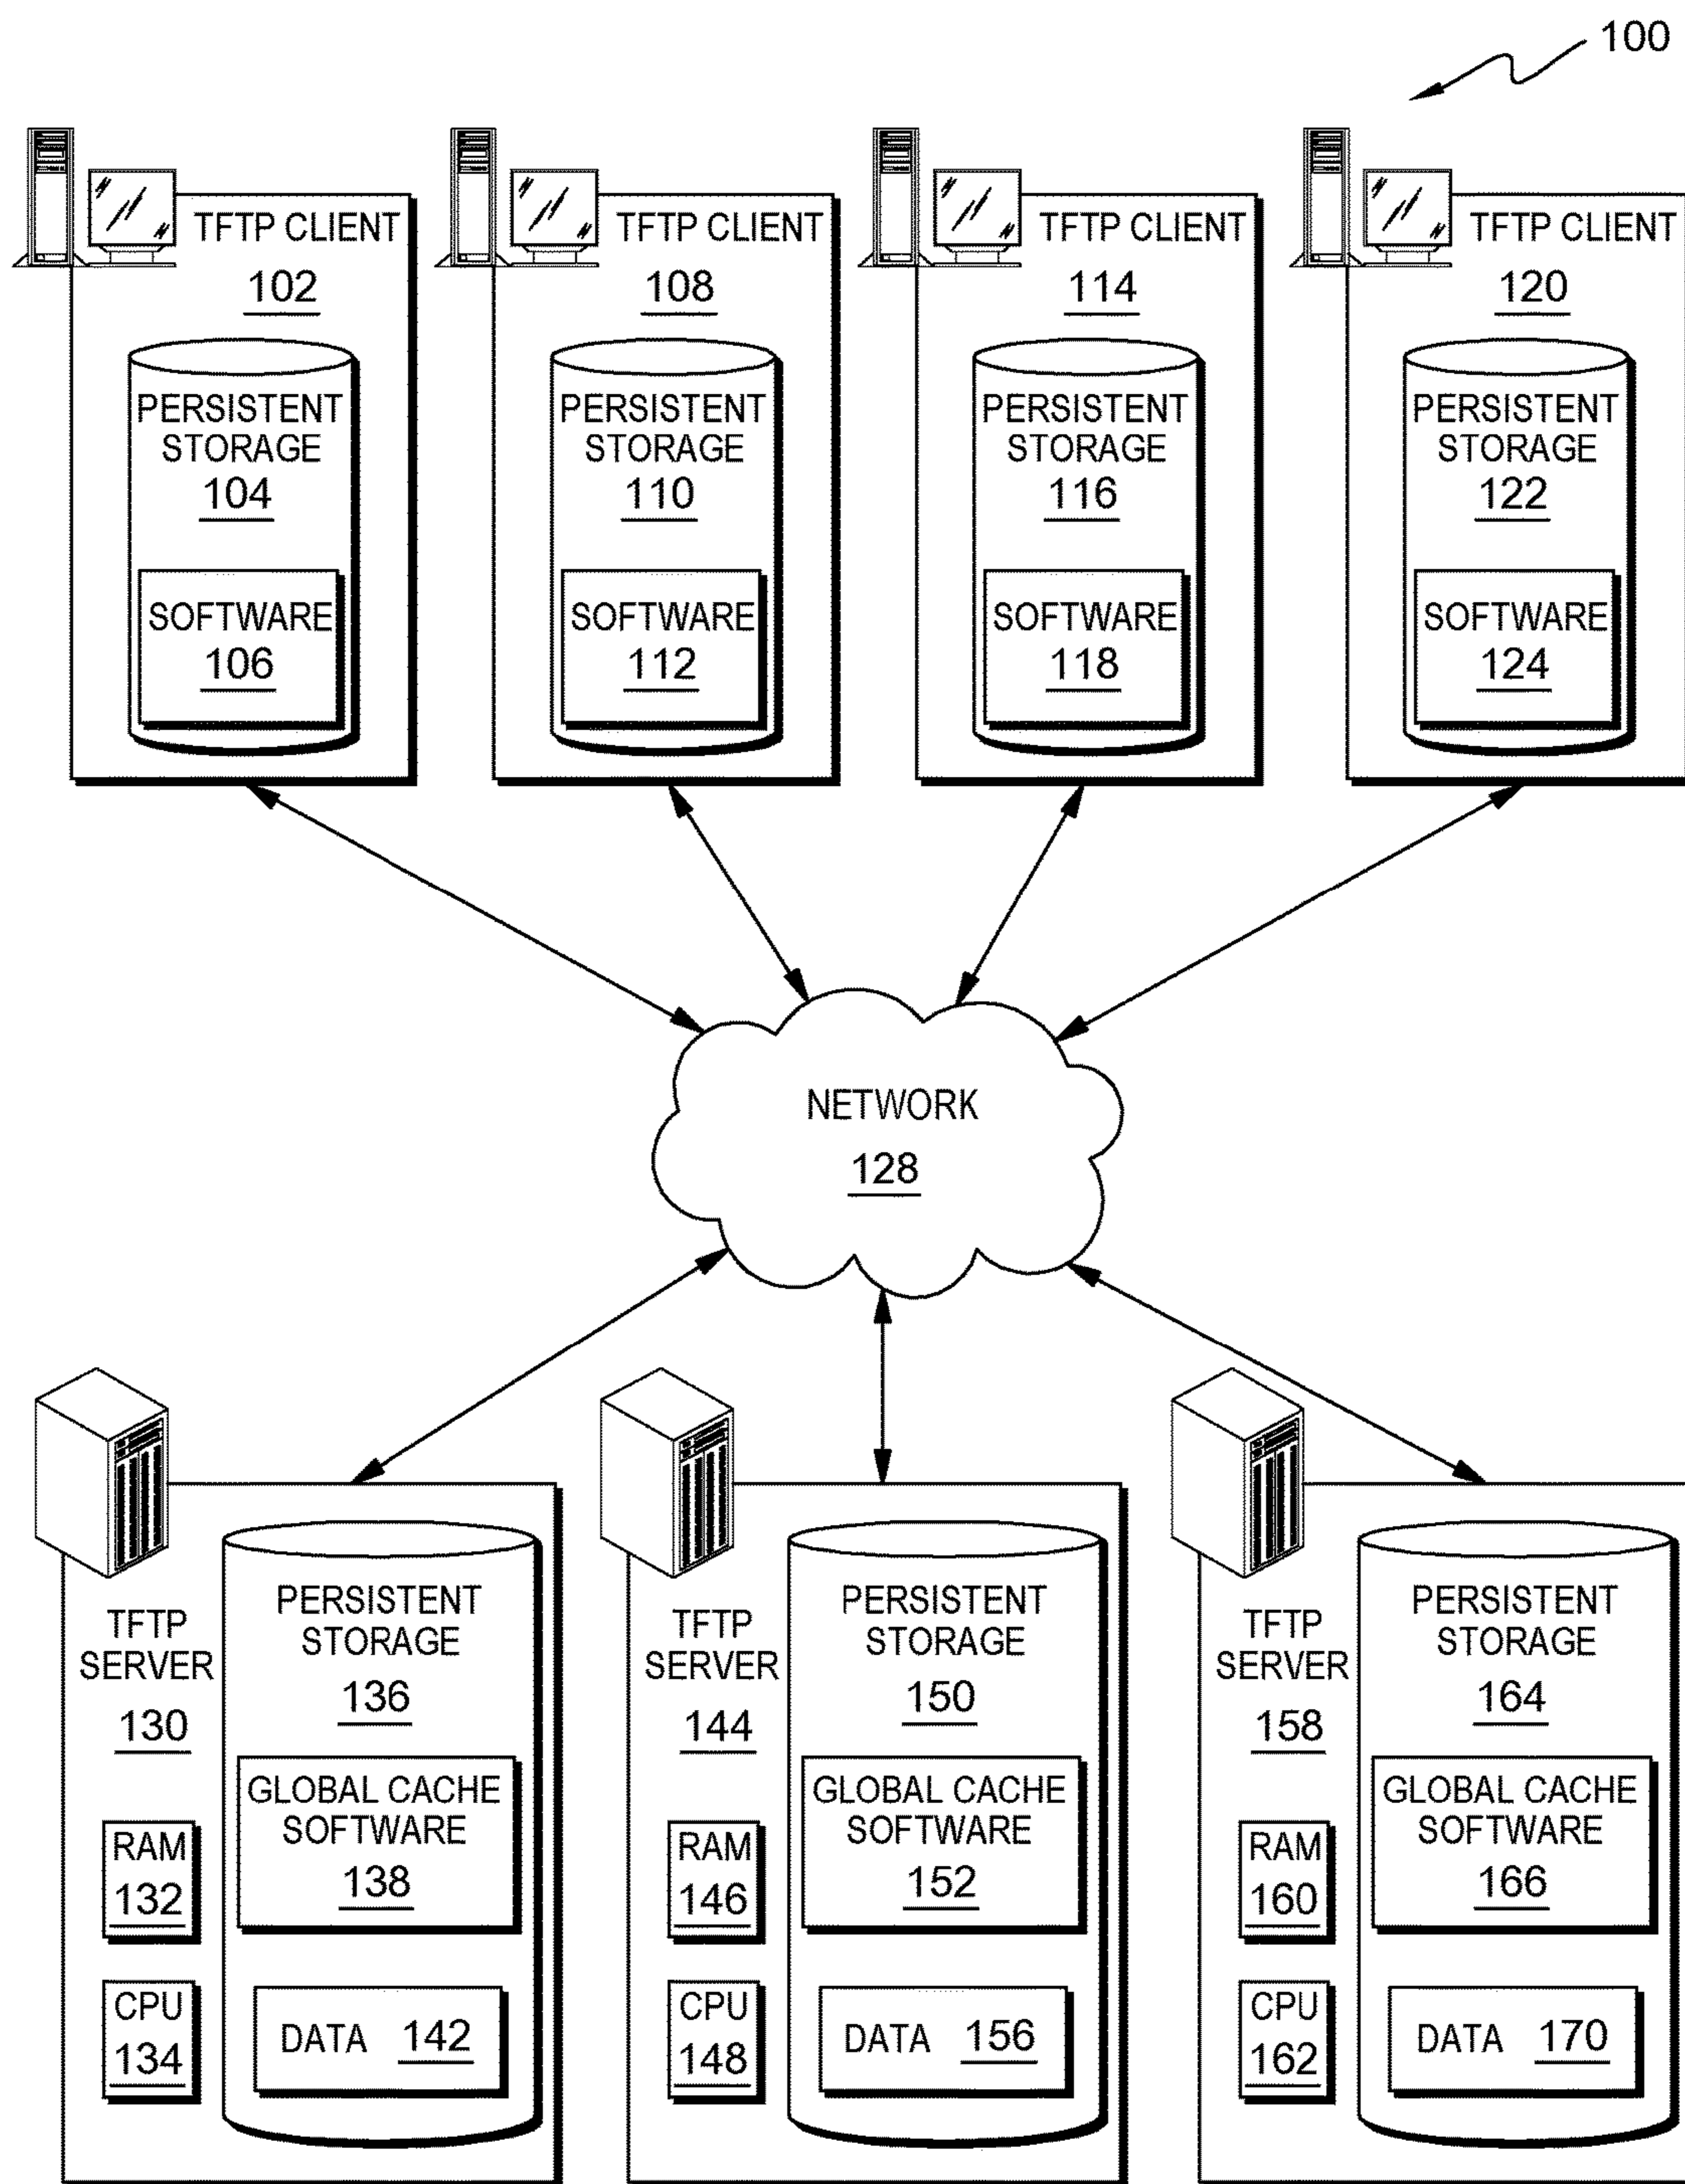 100
TFTP CLIENT
102
PERSISTENT
STORAGE
104
SOFTWARE
106
TFTP CLIENT
108
PERSISTENT
STORAGE
110
SOFTWARE
112
TFTP CLIENT
114
PERSISTENT
STORAGE
116
SOFTWARE
118
TFTP CLIENT
120
PERSISTENT
STORAGE
122
SOFTWARE
124
NETWORK
128
TFTP
SERVER
130
RAM
132
CPU
134
PERSISTENT
STORAGE
136
GLOBAL CACHE
SOFTWARE
138
DATA 142
TFTP
SERVER
144
RAM
146
CPU
148
PERSISTENT
STORAGE
150
GLOBAL CACHE
SOFTWARE
152
DATA 156
TFTP
SERVER
158
RAM
160
CPU
162
PERSISTENT
STORAGE
164
GLOBAL CACHE
SOFTWARE
166
DATA 170